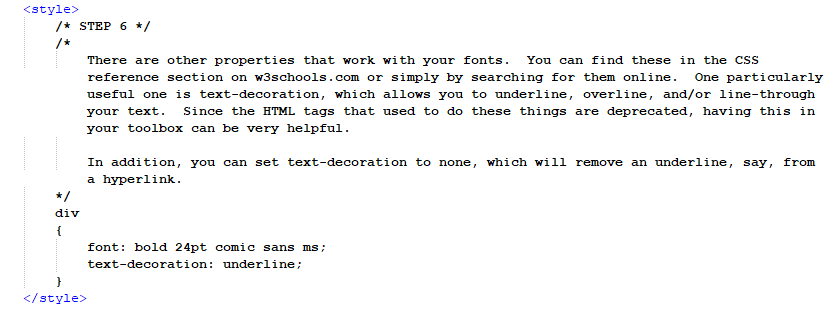 <style>
/* STEP 6 */
/*
There are other properties that work with your fonts.  You can find these in the CSS
reference section on w3schools.com or simply by searching for them online.  One particularly
useful one is text-decoration, which allows you to underline, overline, and/or line-through
your text.  Since the HTML tags that used to do these things are deprecated, having this in
your toolbox can be very helpful.
In addition, you can set text-decoration to none, which will remove an underline, say, from
a hyperlink.
*/
div
{
font: bold 24pt comic sans ms;
text-decoration: underline;
}
</style>